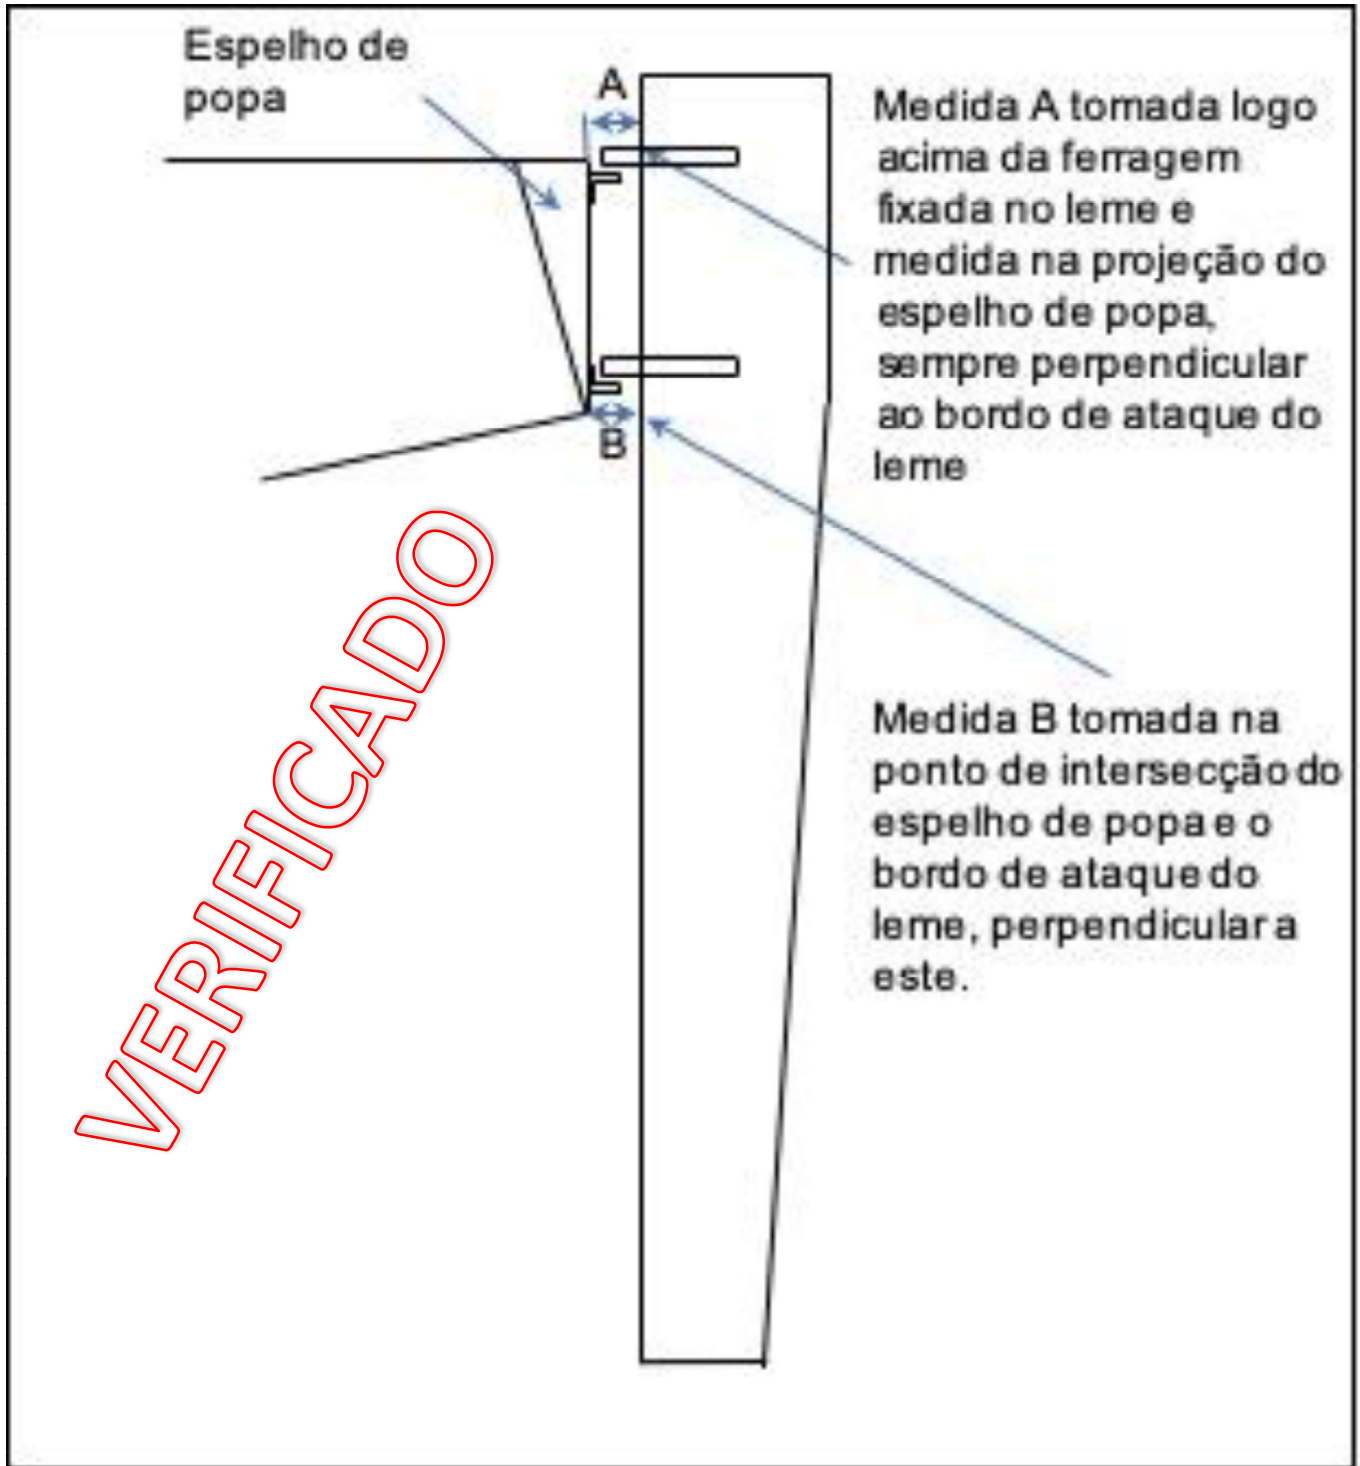 Espelho de
popa
A
Medida A tomada logo
acima da ferragem
fixada no leme e
medida na projeção do
espelho de popa,
sempre perpendicular
ao bordo de ataque do
leme
B
VERIFICADO
Medida B tomada na
ponto de intersecção do
espelho de popa e o
bordo de ataque do
leme, perpendicular a
este.